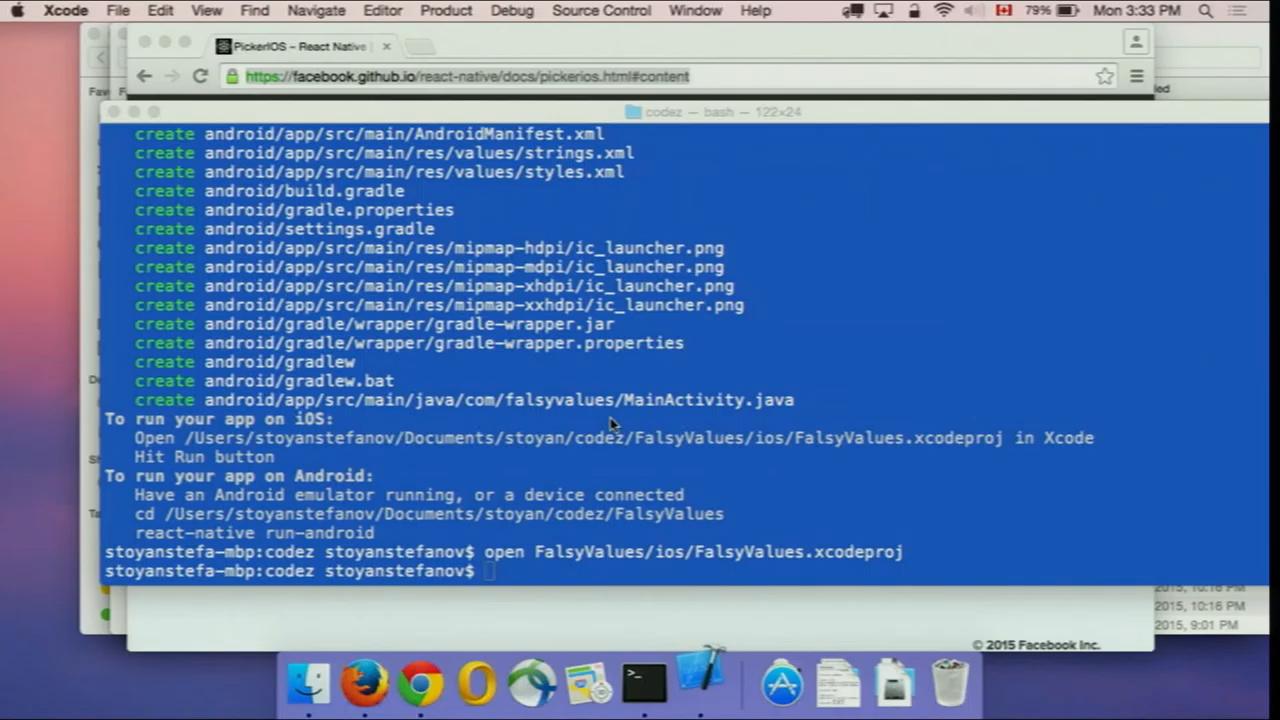 Xcode File Edit View Find Navigate Editor Product Debug Source Control Window Help 79% Mon 3:33 PM
PickerIOS – React Native
https://facebook.github.io/react-native/docs/pickerios.html#content
codez — bash — 122×24
create android/app/src/main/AndroidManifest.xml
create android/app/src/main/res/values/strings.xml
create android/app/src/main/res/values/styles.xml
create android/build.gradle
create android/gradle.properties
create android/settings.gradle
create android/app/src/main/res/mipmap-hdpi/ic_launcher.png
create android/app/src/main/res/mipmap-mdpi/ic_launcher.png
create android/app/src/main/res/mipmap-xhdpi/ic_launcher.png
create android/app/src/main/res/mipmap-xxhdpi/ic_launcher.png
create android/gradle/wrapper/gradle-wrapper.jar
create android/gradle/wrapper/gradle-wrapper.properties
create android/gradlew
create android/gradlew.bat
create android/app/src/main/java/com/falsyvalues/MainActivity.java
To run your app on iOS:
Open /Users/stoyanstefanov/Documents/stoyan/codez/FalsyValues/ios/FalsyValues.xcodeproj in Xcode
Hit Run button
To run your app on Android:
Have an Android emulator running, or a device connected
cd /Users/stoyanstefanov/Documents/stoyan/codez/FalsyValues
react-native run-android
stoyanstefa-mbp:codez stoyanstefanov$ open FalsyValues/ios/FalsyValues.xcodeproj
stoyanstefa-mbp:codez stoyanstefanov$
2015, 10:16 PM
2015, 9:01 PM
© 2015 Facebook Inc.